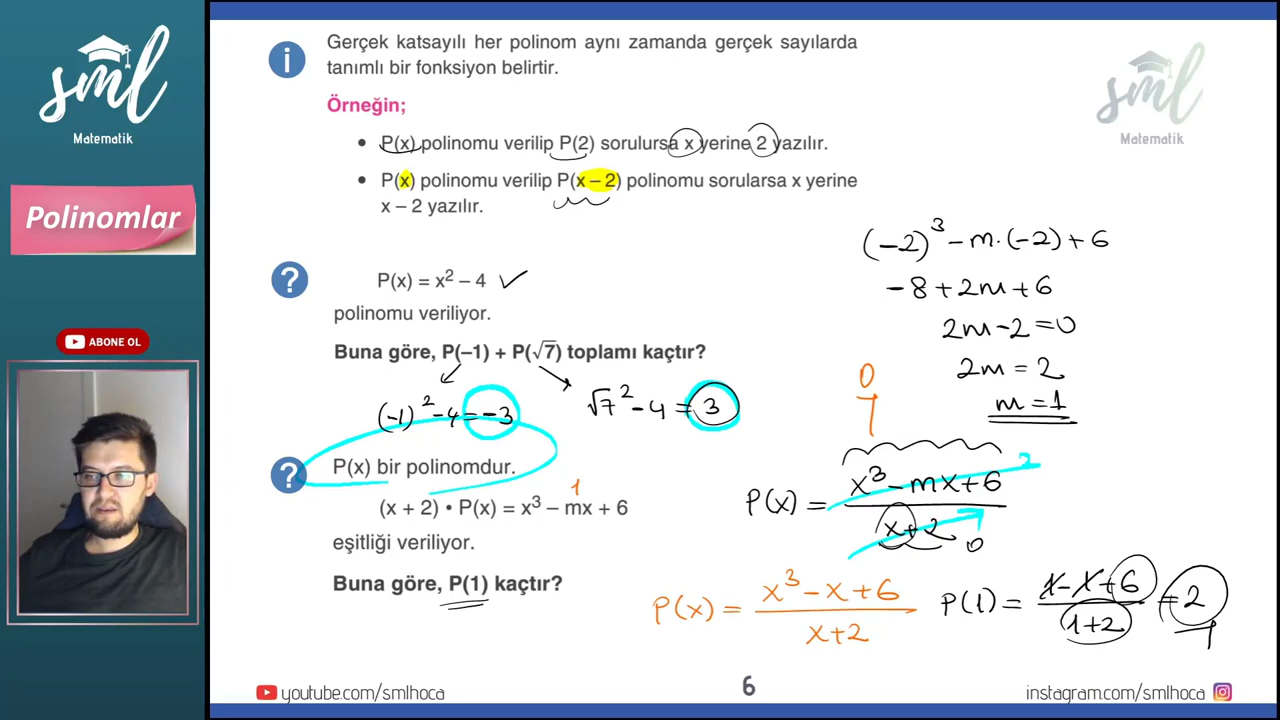 sml
Matematik
Polinomlar
ABONE OL
Gerçek katsayılı her polinom aynı zamanda gerçek sayılarda
tanımlı bir fonksiyon belirtir.
Örneğin;
• P(x) polinomu verilip P(2) sorulursa x yerine 2 yazılır.
• P(x) polinomu verilip P(x – 2) polinomu sorularsa x yerine
x – 2 yazılır.
P(x) = x² – 4 ✓
polinomu veriliyor.
Buna göre, P(–1) + P(√7) toplamı kaçtır?
(-1)² - 4 = -3
√7² - 4 = 3
P(x) bir polinomdur.
1
(x + 2) • P(x) = x³ – mx + 6
eşitliği veriliyor.
Buna göre, P(1) kaçtır?
sml
Matematik
(-2)³ - m·(-2) + 6
-8 + 2m + 6
2m - 2 = 0
2m = 2
m = 1
0
P(x) = x³ - mx + 6 / x + 2
2
0
P(x) = x³ - x + 6 / x + 2
P(1) = 1 - 1 + 6 / 1 + 2 = 2
youtube.com/smlhoca
6
instagram.com/smlhoca